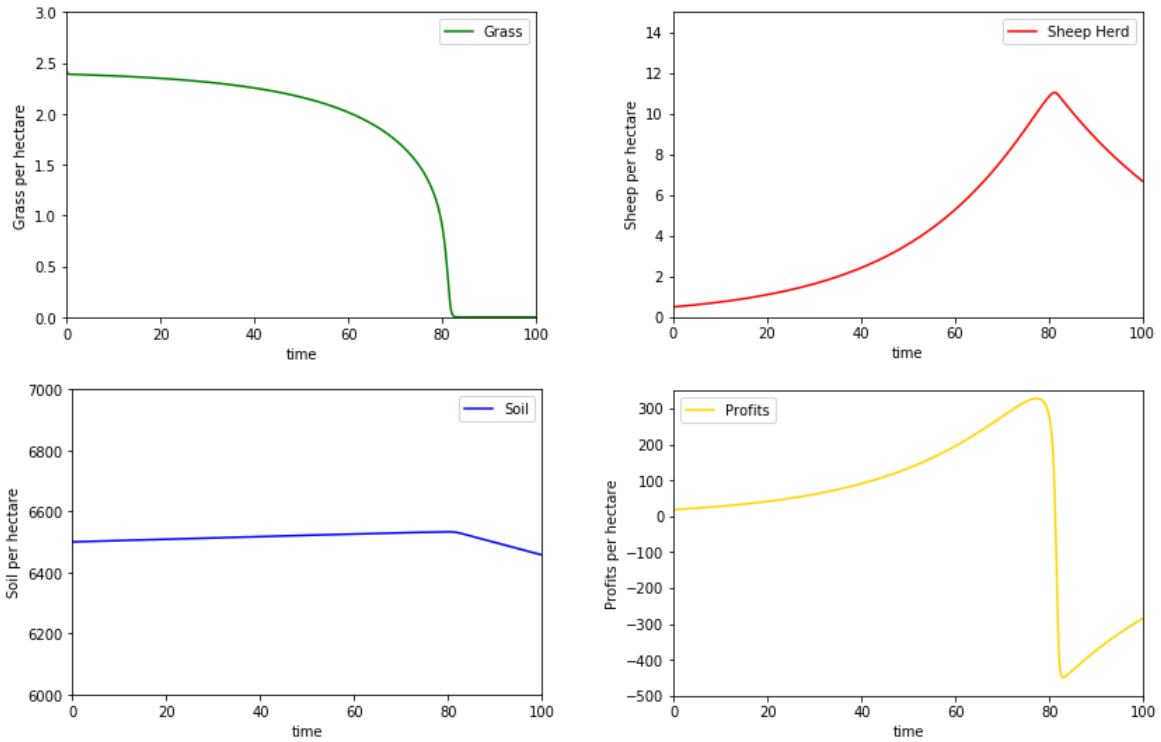 Grass per hectare
3.0
2.5
2.0
1.5
1.0
0.5
0.0
Grass
0 20 40 60 80 100
time
Sheep per hectare
14
12
10
8
6
4
2
0
Sheep Herd
0 20 40 60 80 100
time
Soil per hectare
7000
6800
6600
6400
6200
6000
Soil
0 20 40 60 80 100
time
Profits per hectare
300
200
100
0
−100
−200
−300
−400
−500
Profits
0 20 40 60 80 100
time